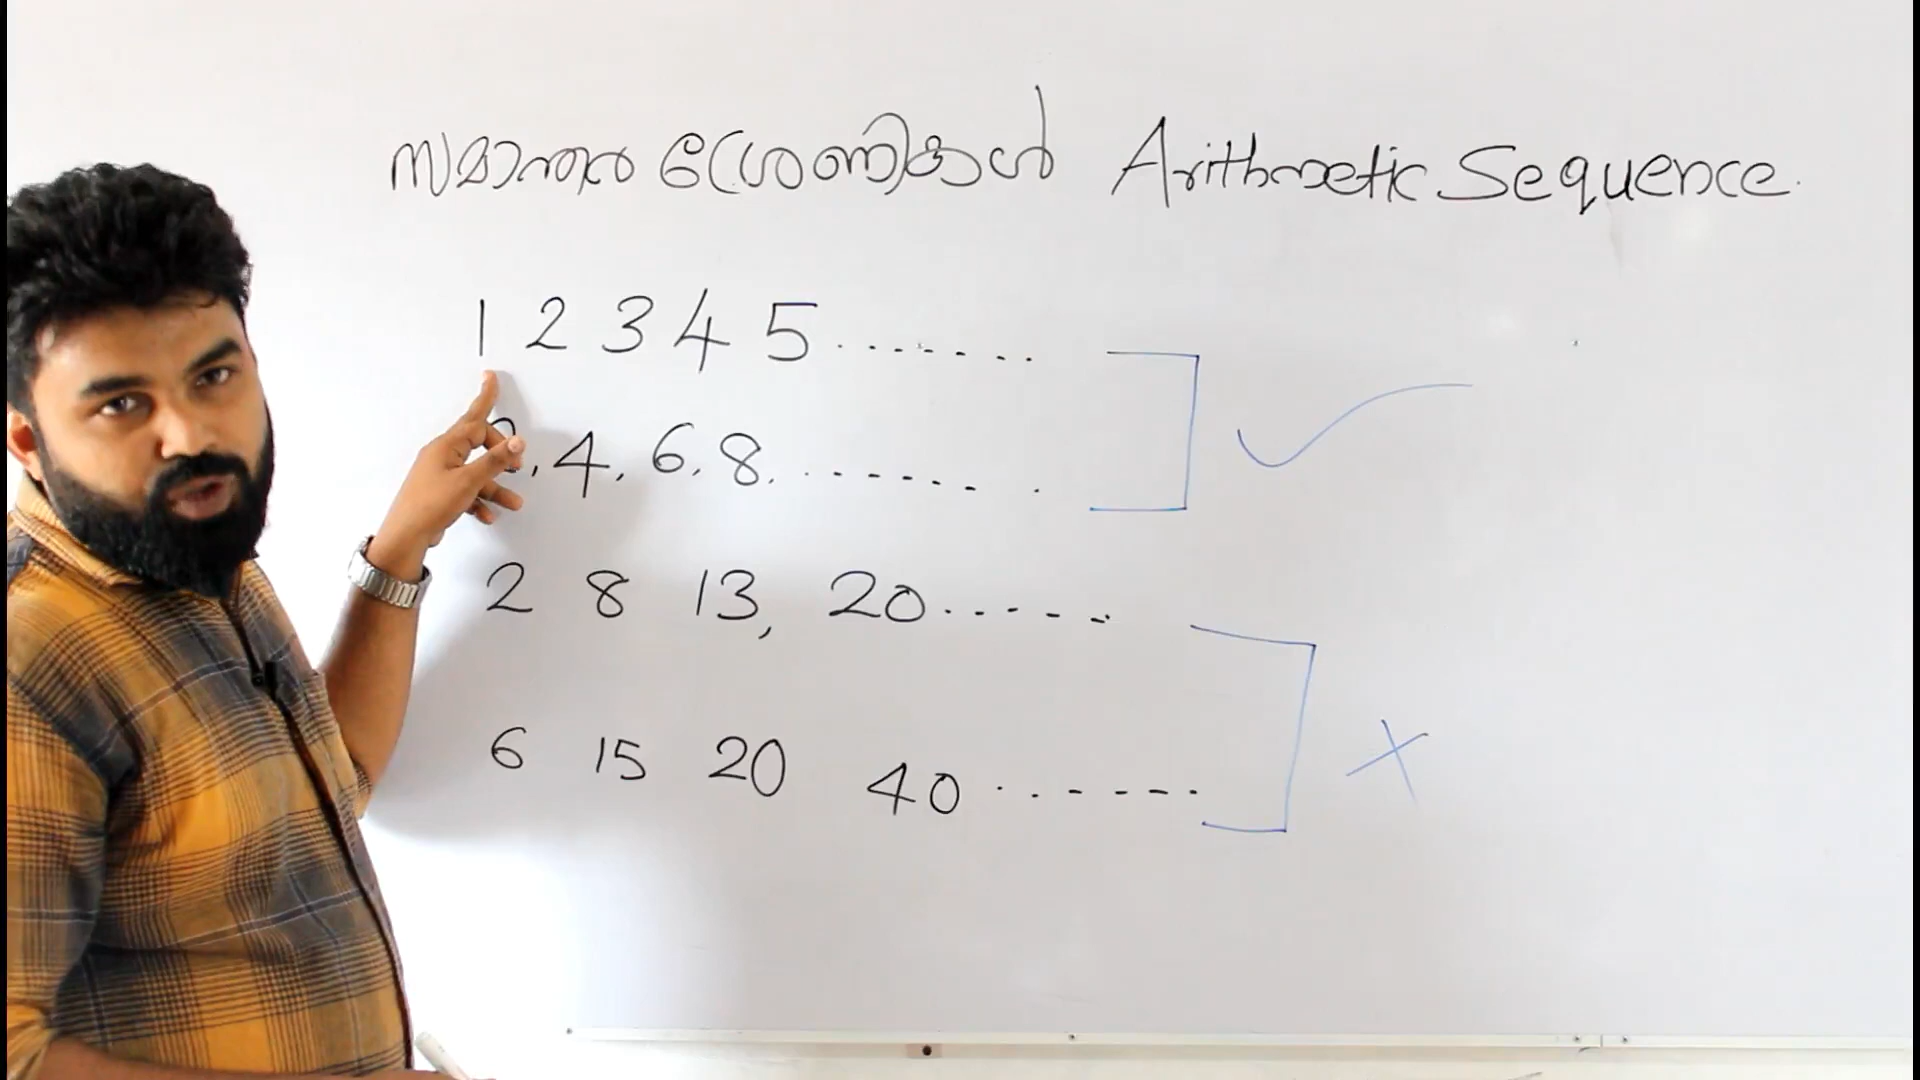 സമാന്തര ശ്രേണികൾ Arithmetic Sequence.
1 2 3 4 5 . . . . . . . .
2, 4, 6, 8, . . . . . . . .
2 8 13, 20 . . . . . .
6 15 20 40 . . . . . . .